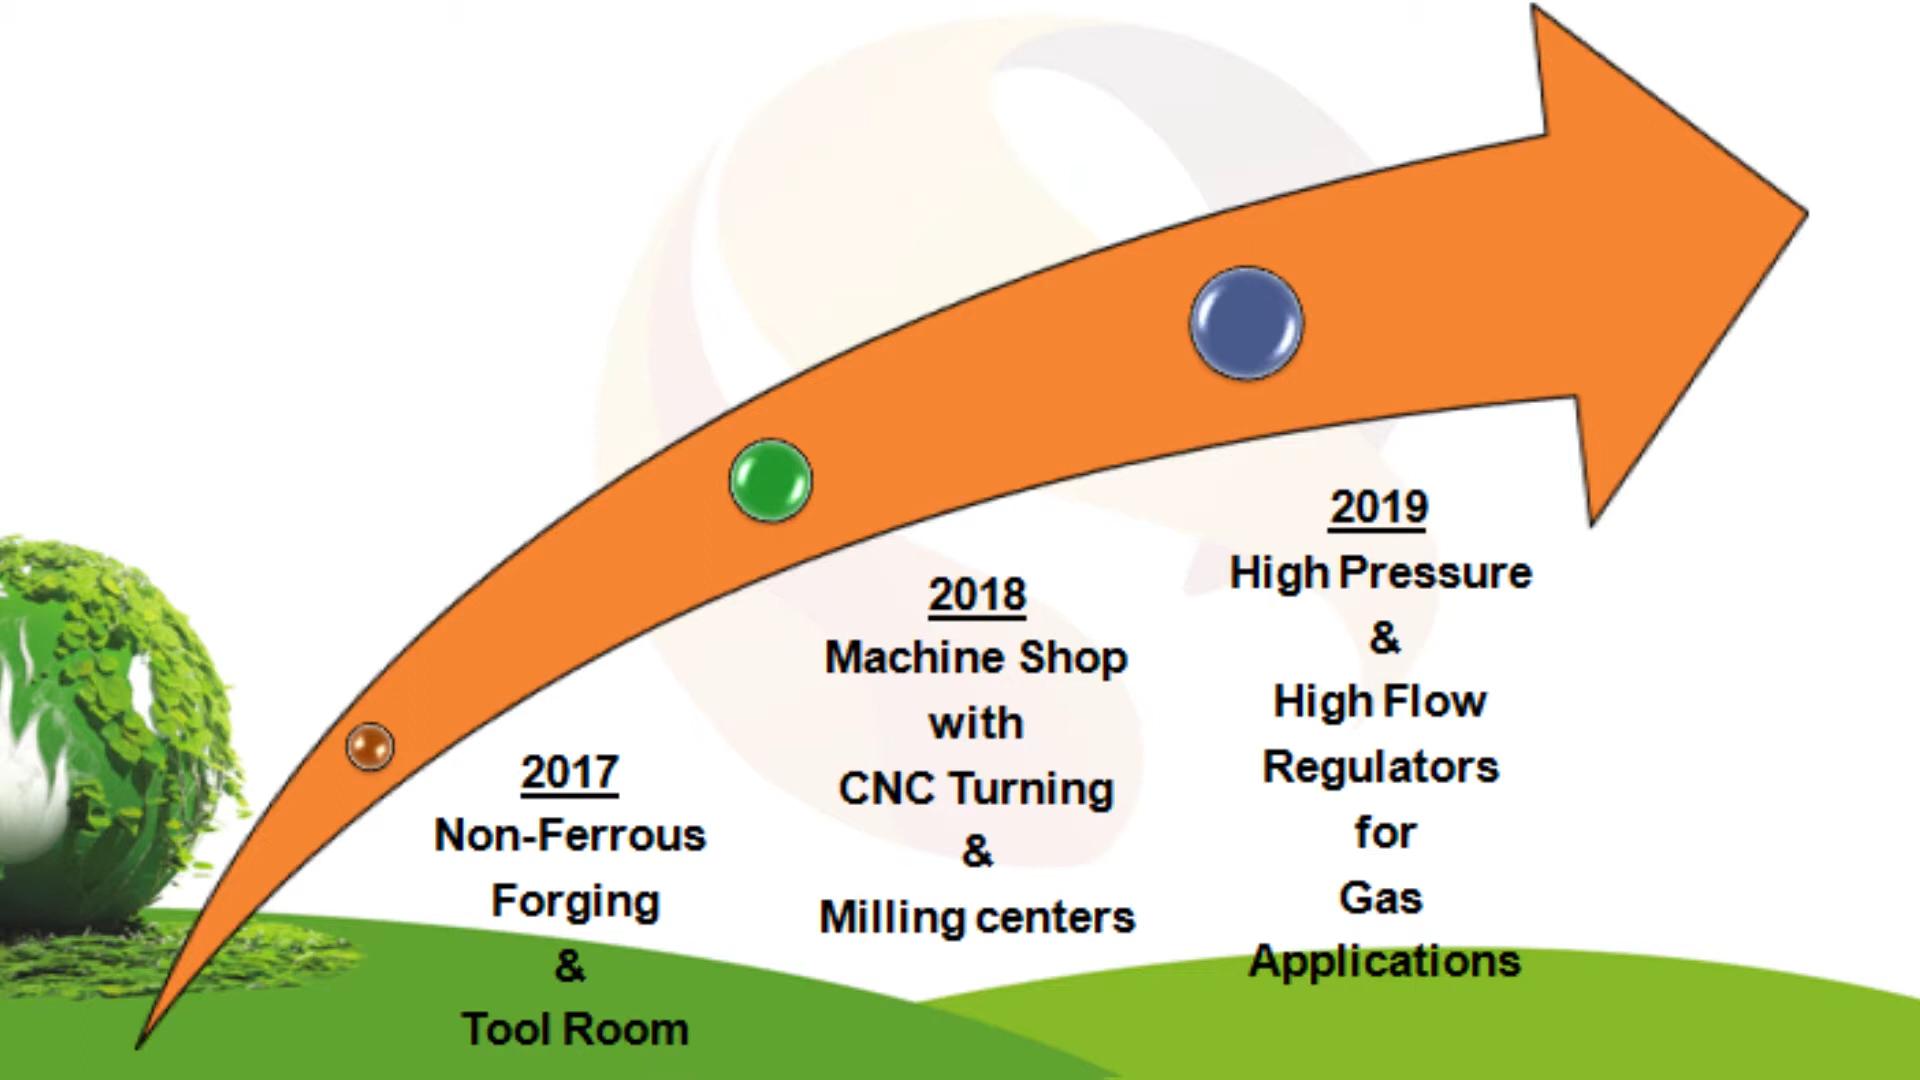 2017
Non-Ferrous
Forging
&
Tool Room
2018
Machine Shop
with
CNC Turning
&
Milling centers
2019
High Pressure
&
High Flow
Regulators
for
Gas
Applications